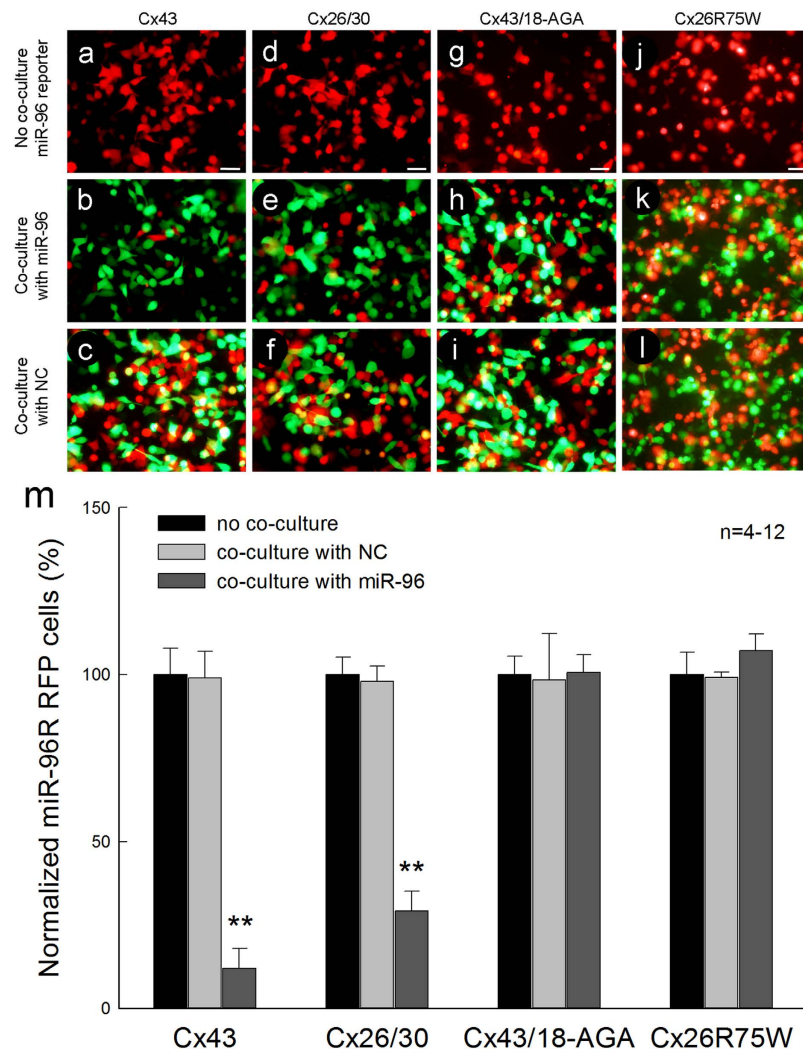 Cx43 Cx26/30 Cx43/18-AGA Cx26R75W
No co-culture
miR-96 reporter
a d g j
Co-culture
with miR-96
b e h k
Co-culture
with NC
c f i l
m
150
100
50
0
Normalized miR-96R RFP cells (%)
no co-culture
co-culture with NC
co-culture with miR-96
n=4-12
**
**
Cx43 Cx26/30 Cx43/18-AGA Cx26R75W